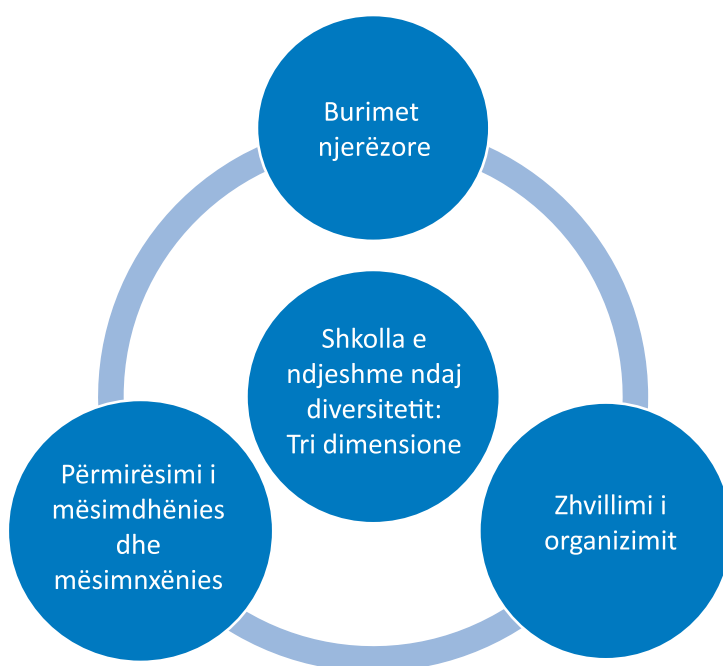 Burimet
njerëzore
Shkolla e
ndjeshme ndaj
diversitetit:
Tri dimensione
Përmirësimi i
mësimdhënies
dhe
mësimnxënies
Zhvillimi i
organizimit